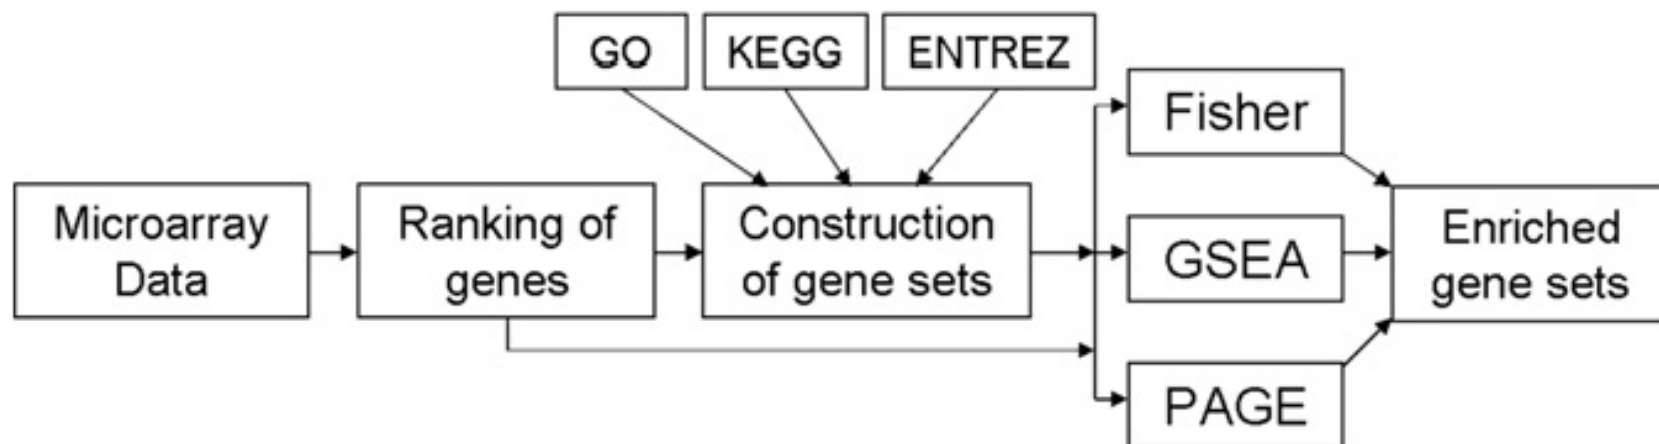 GO
KEGG
ENTREZ
Microarray
Data
Ranking of
genes
Construction
of gene sets
Fisher
GSEA
PAGE
Enriched
gene sets